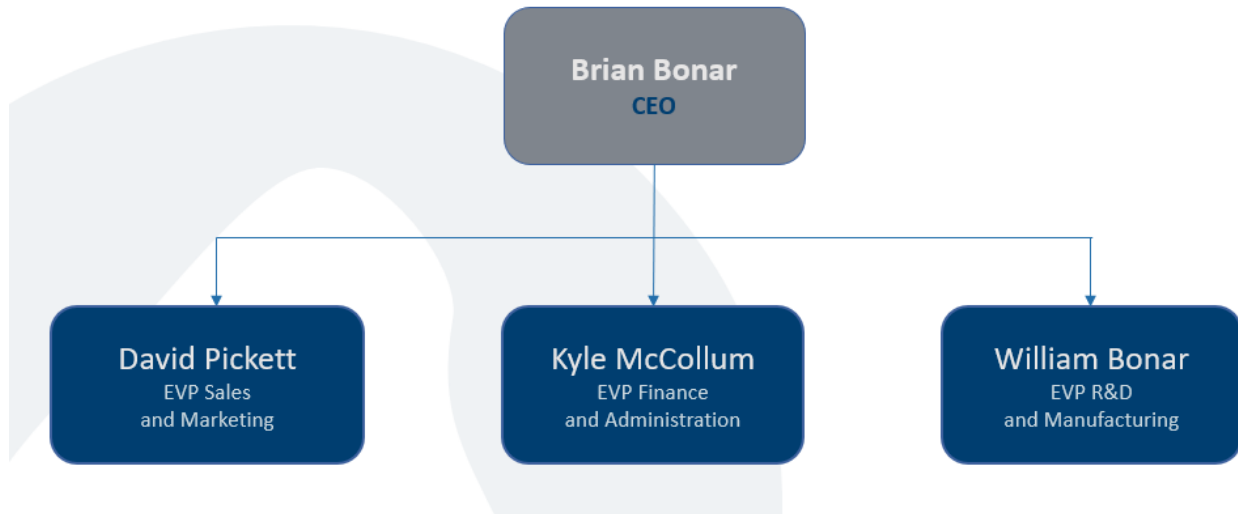 Brian Bonar
CEO
David Pickett
EVP Sales
and Marketing
Kyle McCollum
EVP Finance
and Administration
William Bonar
EVP R&D
and Manufacturing